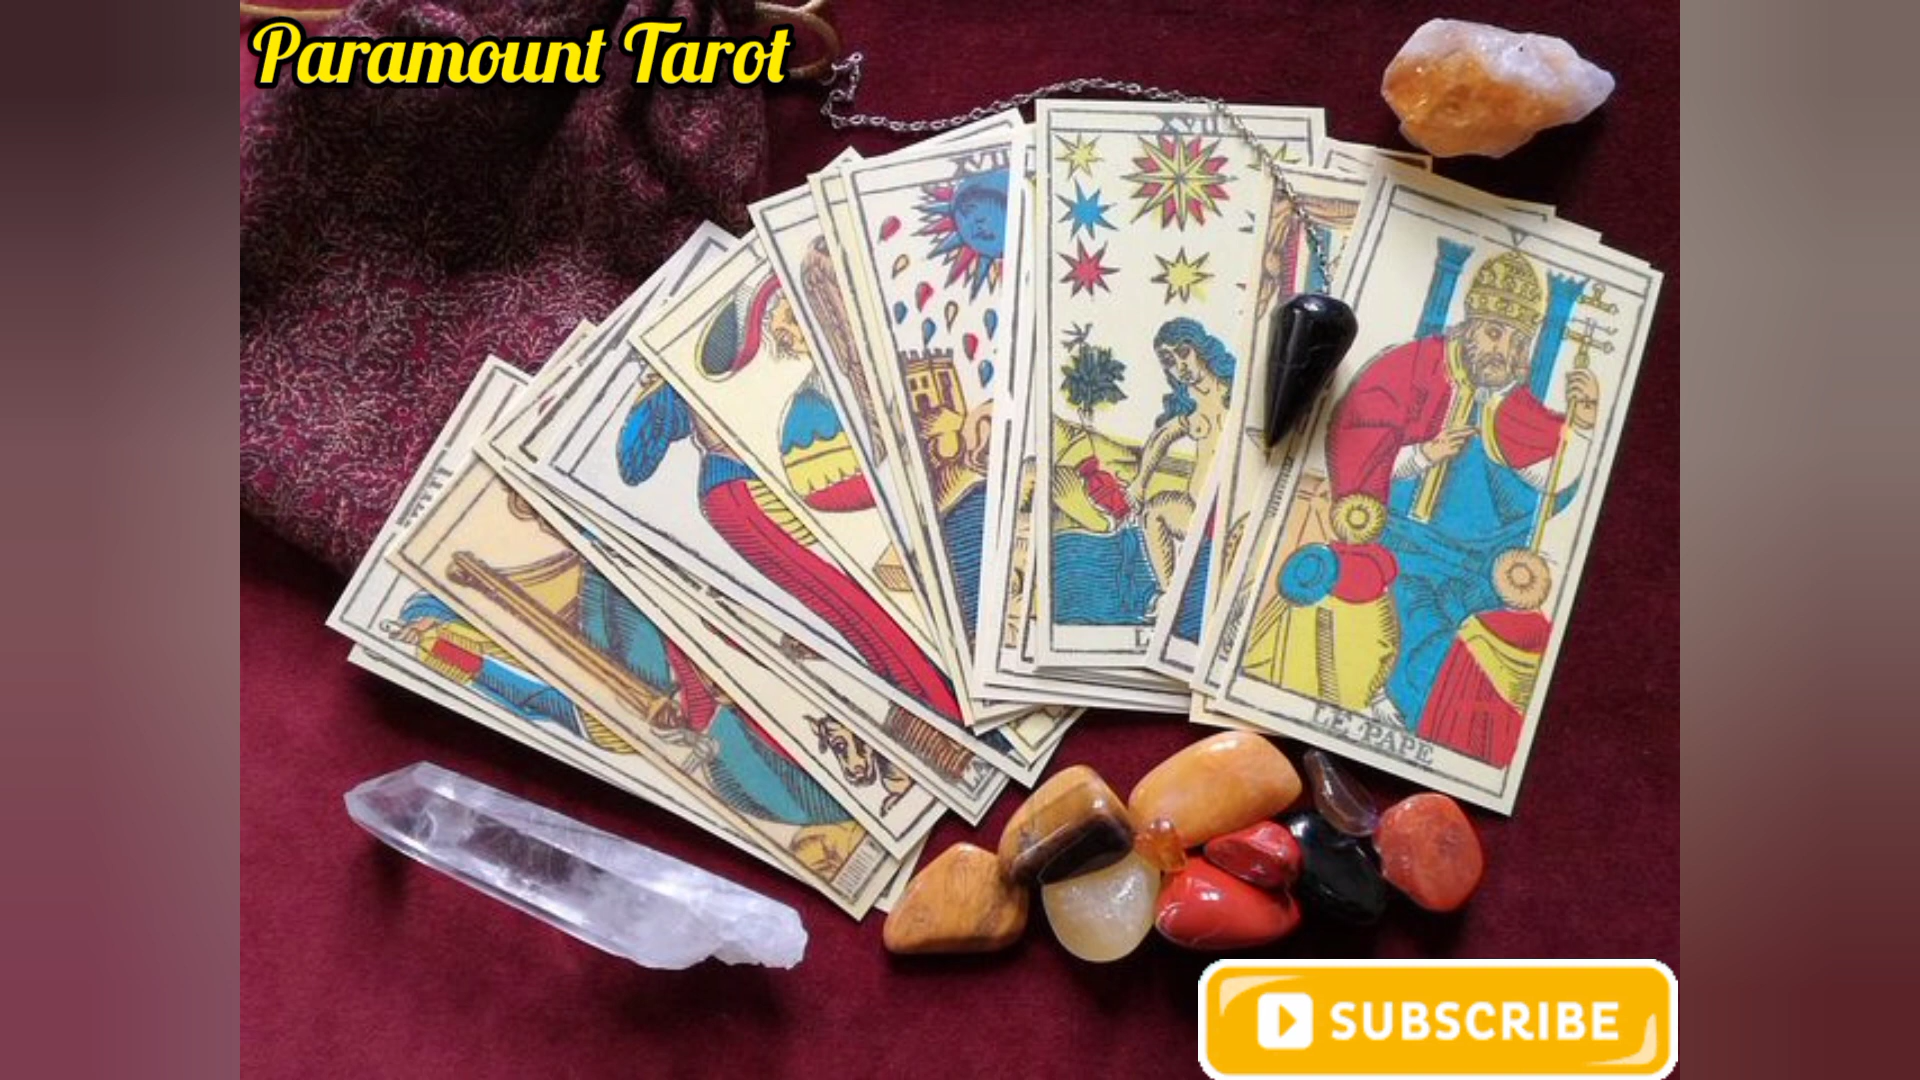 Paramount Tarot
XVII
V
LE PAPE
SUBSCRIBE